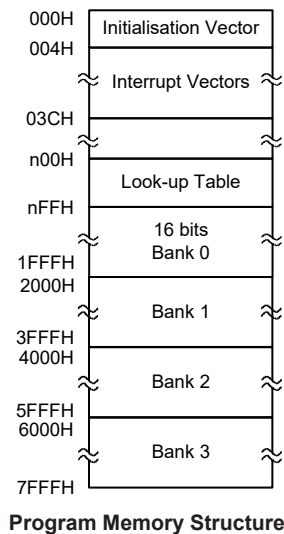 000H
Initialisation Vector
004H
Interrupt Vectors
03CH
n00H
Look-up Table
nFFH
16 bits
Bank 0
1FFFH
2000H
Bank 1
3FFFH
4000H
Bank 2
5FFFH
6000H
Bank 3
7FFFH
Program Memory Structure